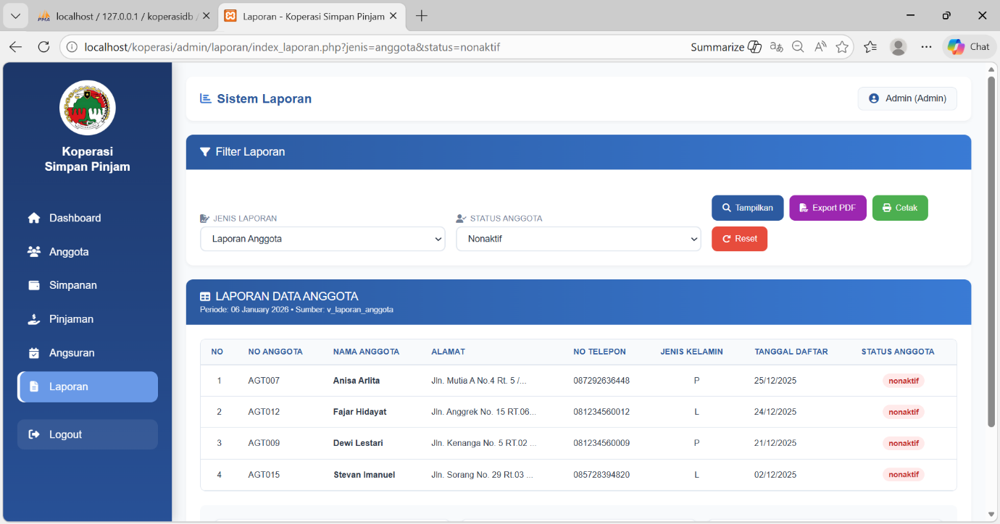 localhost / 127.0.0.1 / koperasidb /
Laporan - Koperasi Simpan Pinjam
localhost/koperasi/admin/laporan/index_laporan.php?jenis=anggota&status=nonaktif
Summarize
Chat
Koperasi
Simpan Pinjam
Dashboard
Anggota
Simpanan
Pinjaman
Angsuran
Laporan
Logout
Sistem Laporan
Admin (Admin)
Filter Laporan
JENIS LAPORAN
Laporan Anggota
STATUS ANGGOTA
Nonaktif
Tampilkan
Export PDF
Cetak
Reset
LAPORAN DATA ANGGOTA
Periode: 06 January 2026 • Sumber: v_laporan_anggota
NO NO ANGGOTA NAMA ANGGOTA ALAMAT NO TELEPON JENIS KELAMIN TANGGAL DAFTAR STATUS ANGGOTA
1 AGT007 Anisa Arlita Jln. Mutia A No.4 Rt. 5 /... 087292636448 P 25/12/2025 nonaktif
2 AGT012 Fajar Hidayat Jln. Anggrek No. 15 RT.06... 081234560012 L 24/12/2025 nonaktif
3 AGT009 Dewi Lestari Jln. Kenanga No. 5 RT.02 ... 081234560009 P 21/12/2025 nonaktif
4 AGT015 Stevan Imanuel Jln. Sorang No. 29 Rt.03 ... 085728394820 L 02/12/2025 nonaktif